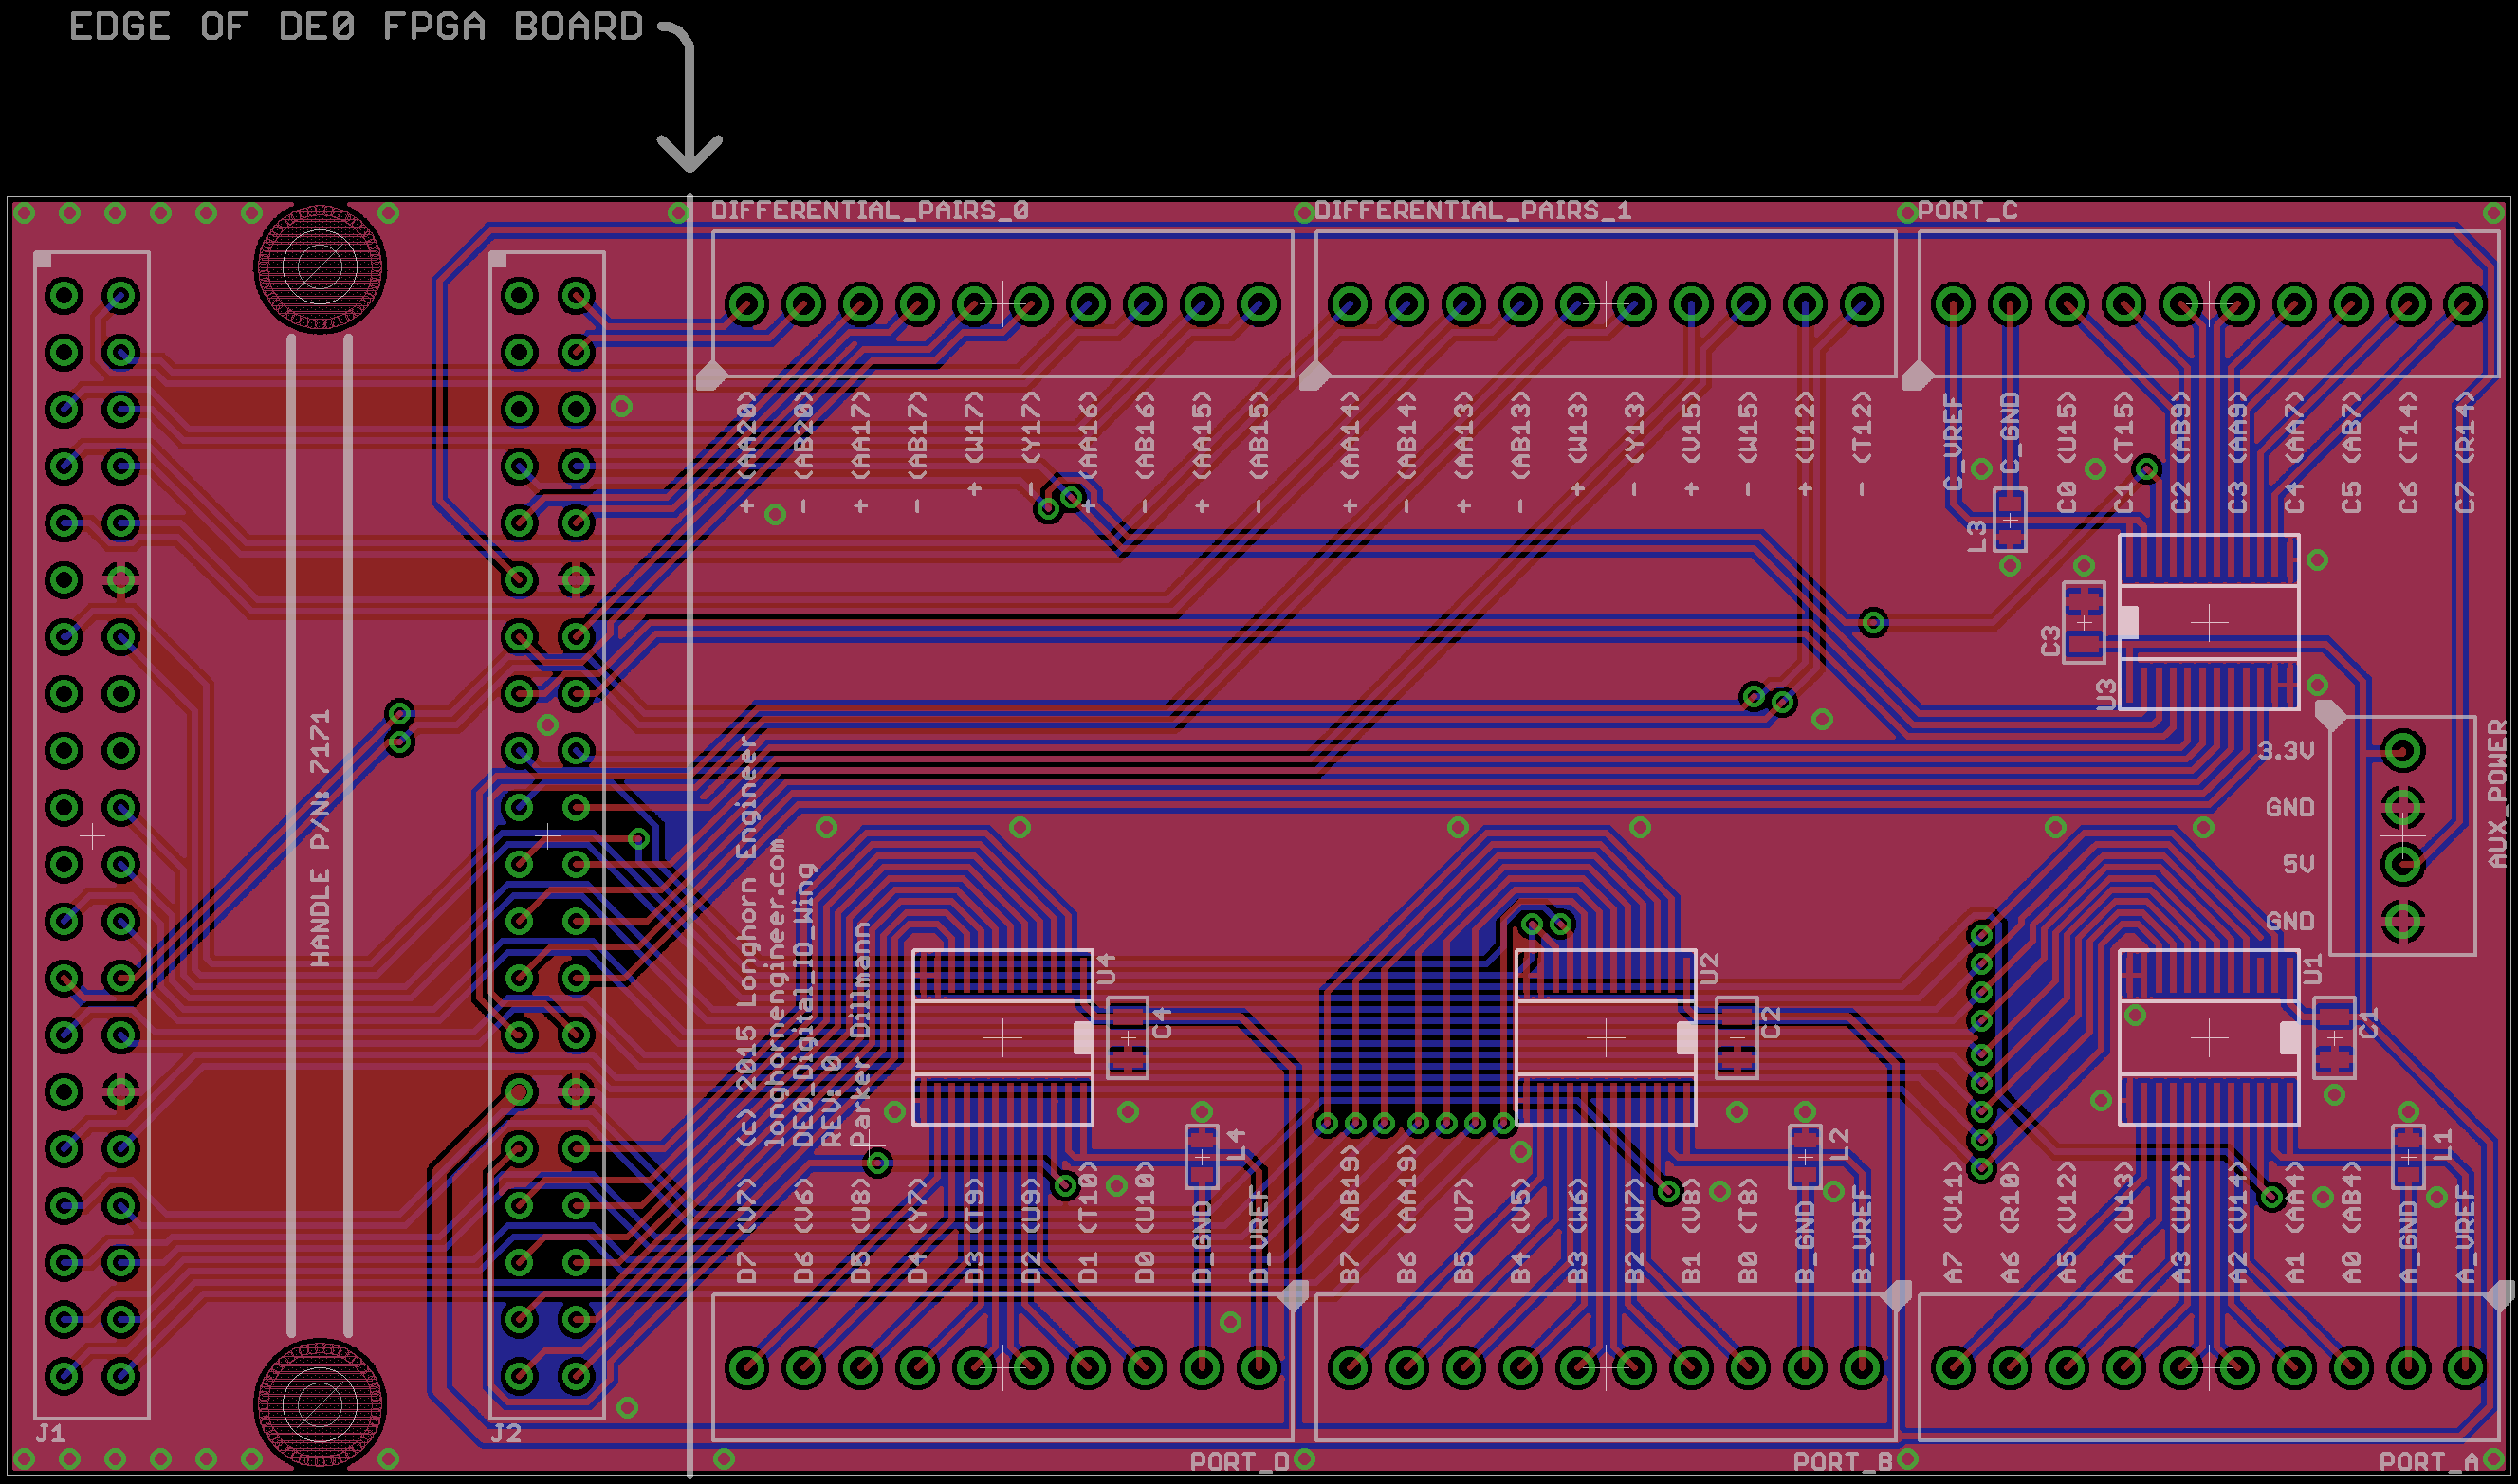 EDGE OF DE0 FPGA BOARD
DIFFERENTIAL_PAIRS_0
DIFFERENTIAL_PAIRS_1
PORT_C
+ (AA20)
- (AB20)
+ (AA17)
- (AB17)
+ (W17)
- (Y17)
+ (AA16)
- (AB16)
+ (AA15)
- (AB15)
+ (AA14)
- (AB14)
+ (AA13)
- (AB13)
+ (W13)
- (Y13)
+ (V15)
- (W15)
+ (U12)
- (T12)
C_VREF
C_GND
C0 (U15)
C1 (T15)
C2 (AB9)
C3 (AA9)
C4 (AA7)
C5 (AB7)
C6 (T14)
C7 (R14)
L3
C3
U3
HANDLE P/N: 7171
3.3V
GND
5V
GND
AUX_POWER
(c) 2015 Longhorn Engineer
longhornengineer.com
DE0_Digital_IO_Wing
REV: 0
Parker Dillmann
U4
C4
L4
U2
C2
L2
U1
C1
L1
D7 (V7)
D6 (V6)
D5 (U8)
D4 (Y7)
D3 (T9)
D2 (U9)
D1 (T10)
D0 (U10)
D_GND
D_VREF
B7 (AB19)
B6 (AA19)
B5 (U7)
B4 (V5)
B3 (W6)
B2 (W7)
B1 (V8)
B0 (T8)
B_GND
B_VREF
A7 (V11)
A6 (R10)
A5 (V12)
A4 (U13)
A3 (U14)
A2 (V14)
A1 (AA4)
A0 (AB4)
A_GND
A_VREF
J1
J2
PORT_D
PORT_B
PORT_A